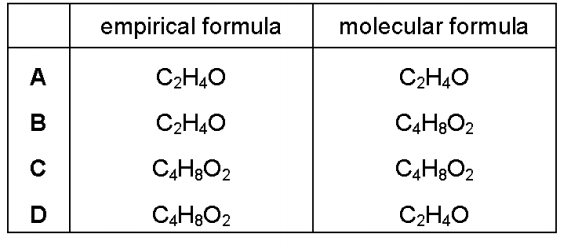 empirical formula molecular formula
A C₂H₄O C₂H₄O
B C₂H₄O C₄H₈O₂
C C₄H₈O₂ C₄H₈O₂
D C₄H₈O₂ C₂H₄O